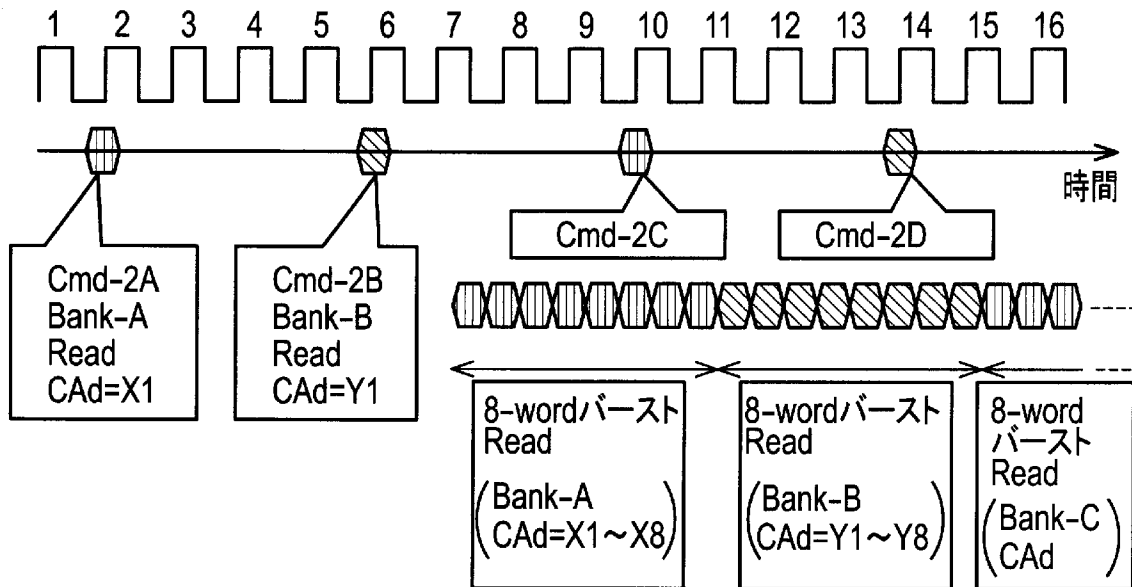 1 2 3 4 5 6 7 8 9 10 11 12 13 14 15 16
時間
Cmd-2A
Bank-A
Read
CAd=X1
Cmd-2B
Bank-B
Read
CAd=Y1
Cmd-2C
Cmd-2D
8-wordバースト
Read
(Bank-A
CAd=X1～X8)
8-wordバースト
Read
(Bank-B
CAd=Y1～Y8)
8-word
バースト
Read
(Bank-C
CAd)